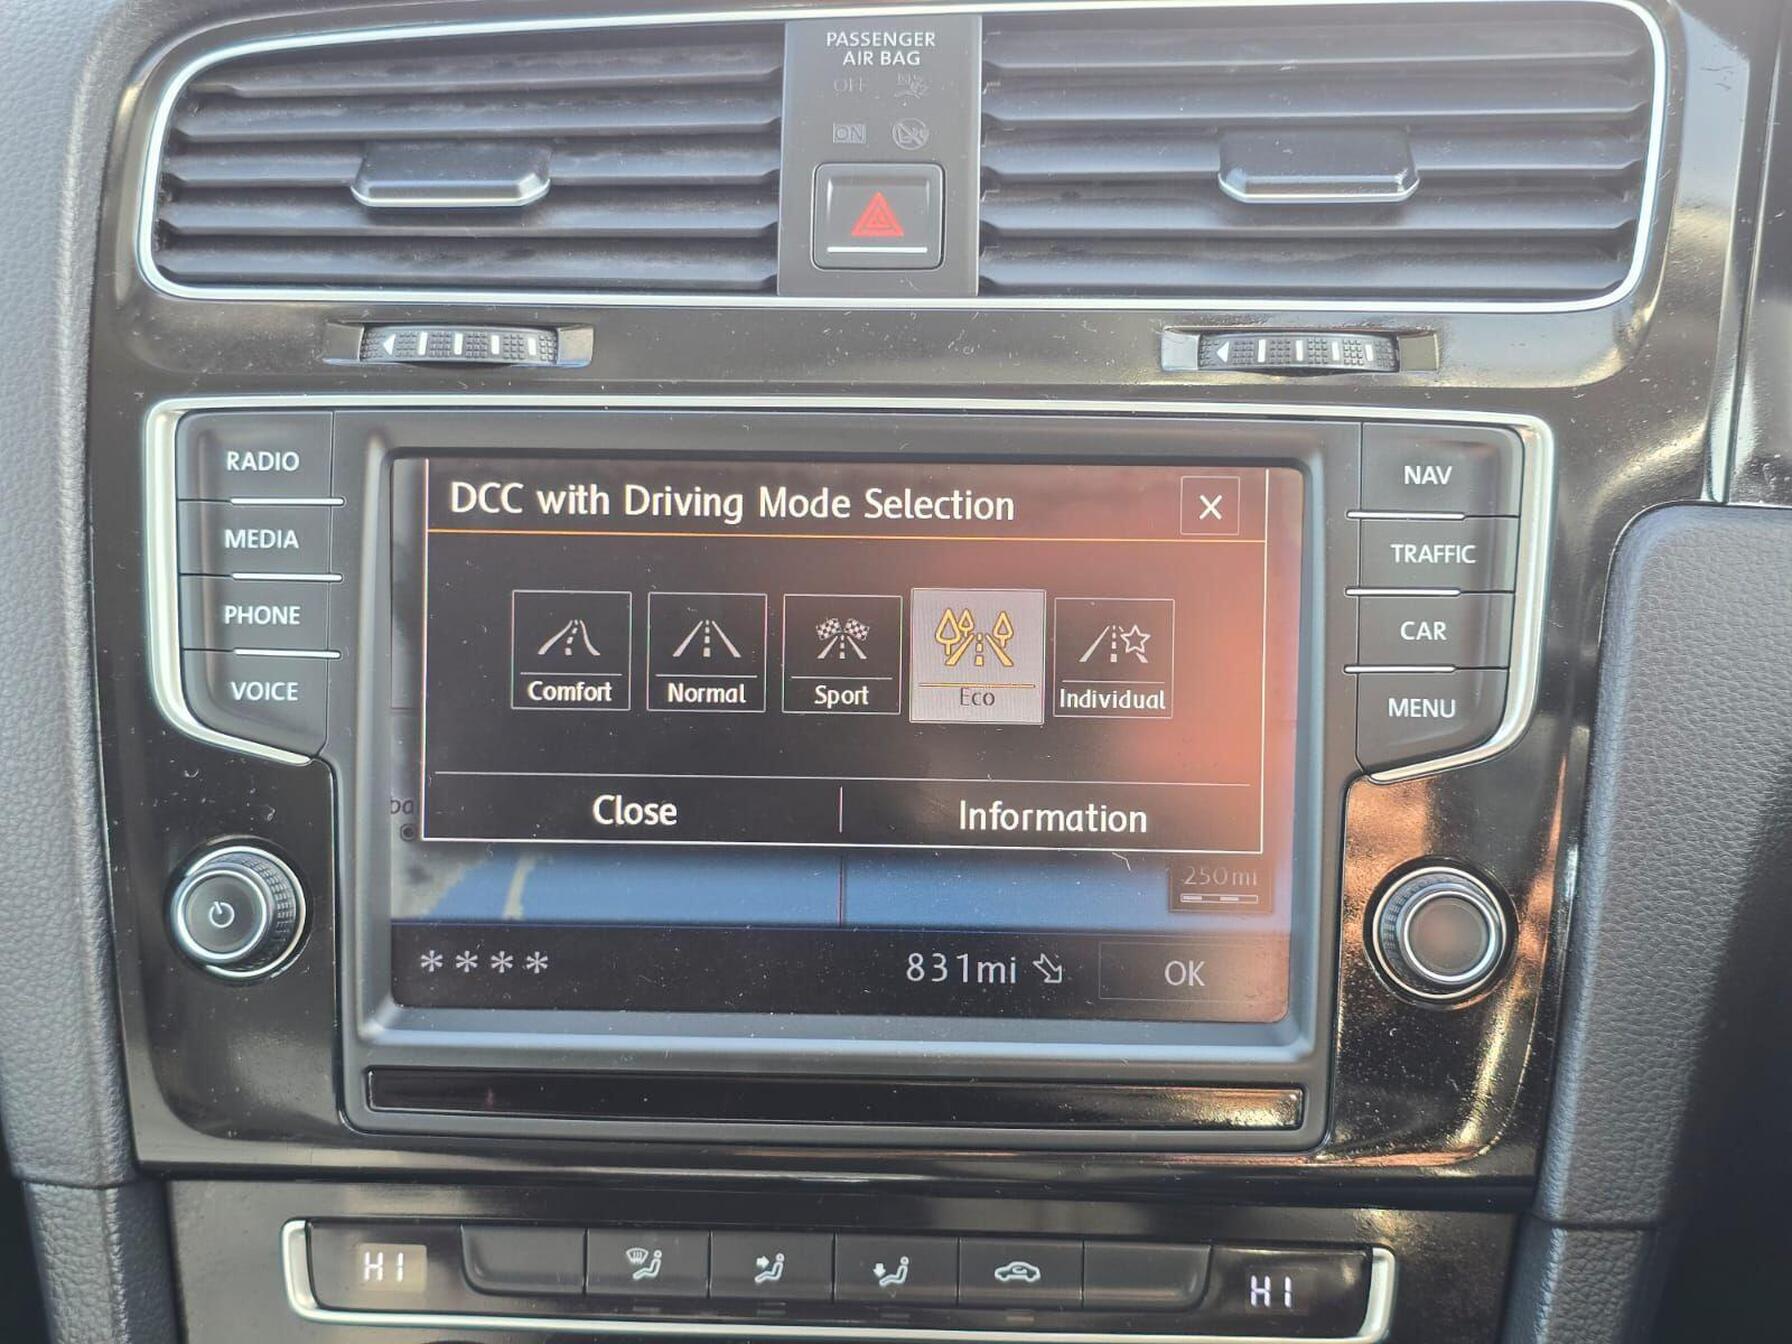 PASSENGER
AIR BAG
OFF
ON
RADIO
MEDIA
PHONE
VOICE
DCC with Driving Mode Selection
Comfort
Normal
Sport
Eco
Individual
Close
Information
250mi
****
831mi
OK
NAV
TRAFFIC
CAR
MENU
HI
HI